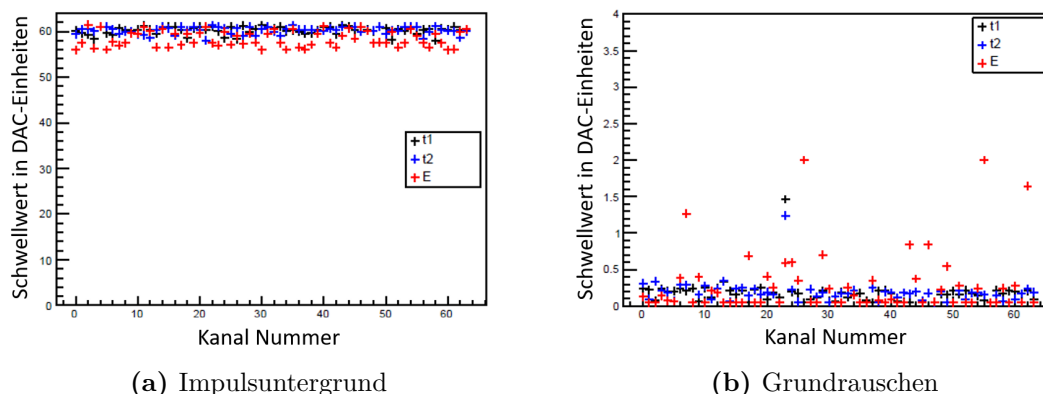 Schwellwert in DAC-Einheiten
60
50
40
30
20
10
0
t1
t2
E
0 10 20 30 40 50 60
Kanal Nummer
(a) Impulsuntergrund
Schwellwert in DAC-Einheiten
4
3.5
3
2.5
2
1.5
1
0.5
0
t1
t2
E
0 10 20 30 40 50 60
Kanal Nummer
(b) Grundrauschen